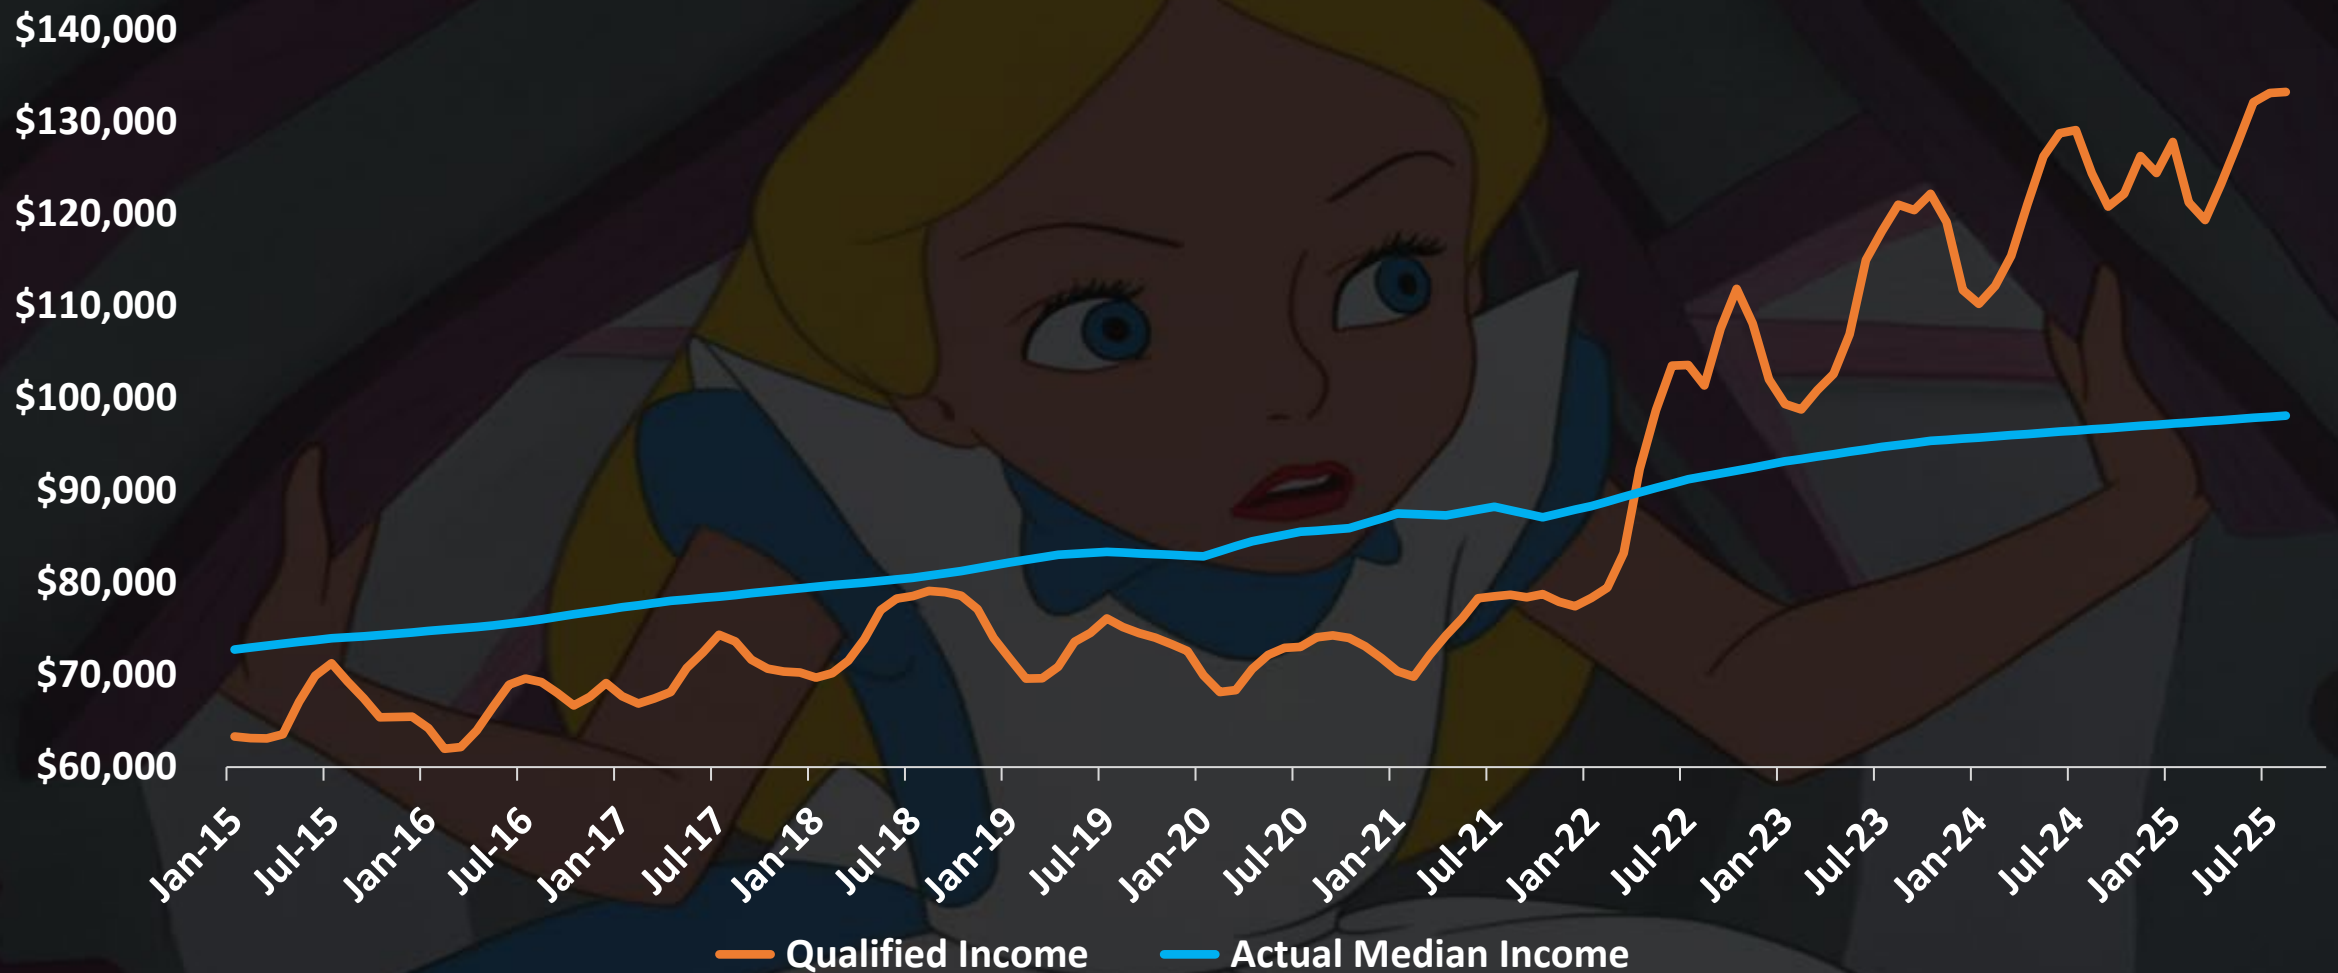 $140,000
$130,000
$120,000
$110,000
$100,000
$90,000
$80,000
$70,000
$60,000
Jan-15
Jul-15
Jan-16
Jul-16
Jan-17
Jul-17
Jan-18
Jul-18
Jan-19
Jul-19
Jan-20
Jul-20
Jan-21
Jul-21
Jan-22
Jul-22
Jan-23
Jul-23
Jan-24
Jul-24
Jan-25
Jul-25
Qualified Income
Actual Median Income